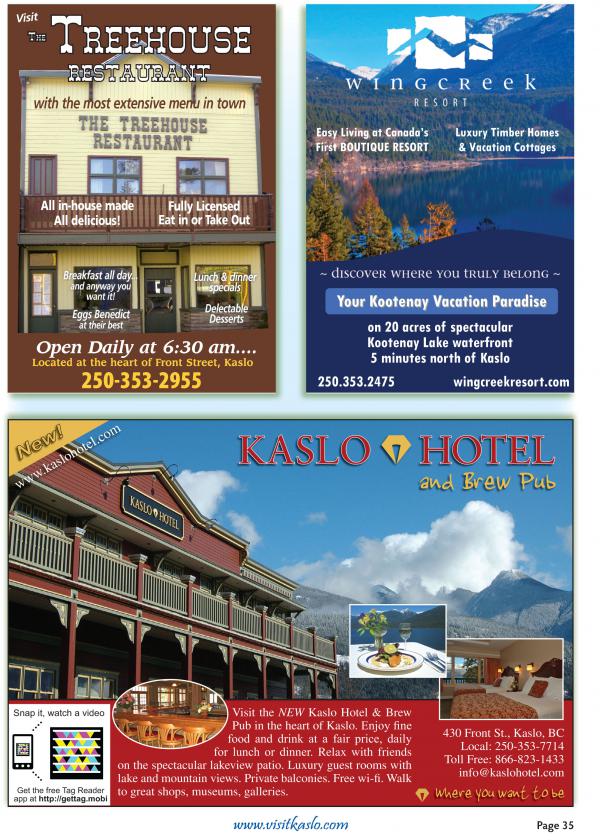 Visit
The Treehouse
Restaurant
with the most extensive menu in town
THE TREEHOUSE
RESTAURANT
All in-house made
All delicious!
Fully Licensed
Eat in or Take Out
Breakfast all day...
and anyway you
want it!
Eggs Benedict
at their best
Lunch & dinner
specials
Delectable
Desserts
Open Daily at 6:30 am....
Located at the heart of Front Street, Kaslo
250-353-2955
wingcreek
RESORT
Easy Living at Canada's
First BOUTIQUE RESORT
Luxury Timber Homes
& Vacation Cottages
~ discover where you truly belong ~
Your Kootenay Vacation Paradise
on 20 acres of spectacular
Kootenay Lake waterfront
5 minutes north of Kaslo
250.353.2475
wingcreekresort.com
New!
www.kaslohotel.com
KASLO HOTEL
and Brew Pub
KASLO HOTEL
Snap it, watch a video
Get the free Tag Reader
app at http://gettag.mobi
Visit the NEW Kaslo Hotel & Brew
Pub in the heart of Kaslo. Enjoy fine
food and drink at a fair price, daily
for lunch or dinner. Relax with friends
on the spectacular lakeview patio. Luxury guest rooms with
lake and mountain views. Private balconies. Free wi-fi. Walk
to great shops, museums, galleries.
430 Front St., Kaslo, BC
Local: 250-353-7714
Toll Free: 866-823-1433
info@kaslohotel.com
Where you want to be
www.visitkaslo.com
Page 35